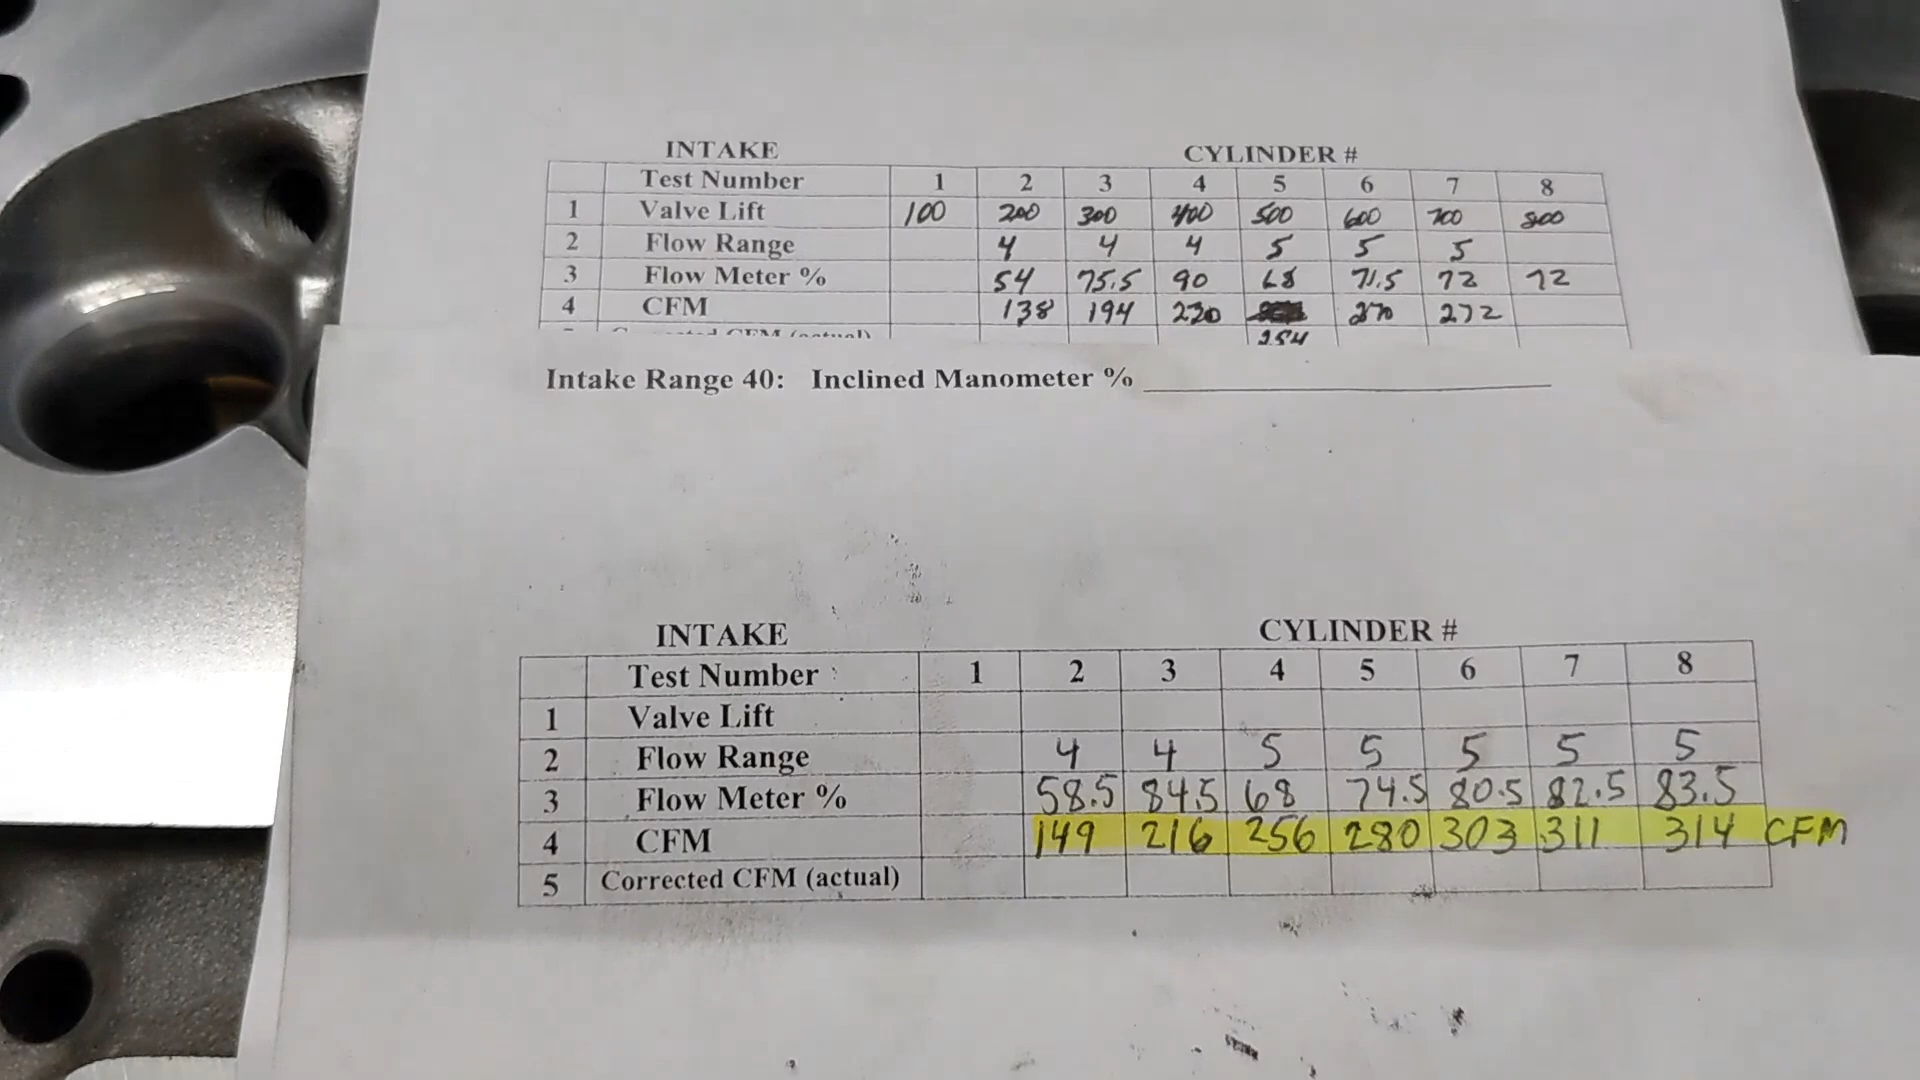 INTAKE CYLINDER #
Test Number 1 2 3 4 5 6 7 8
1 Valve Lift 100 200 300 400 500 600 700 800
2 Flow Range 4 4 4 5 5 5
3 Flow Meter % 54 75.5 90 68 71.5 72 72
4 CFM 138 194 230 270 272
254
Intake Range 40: Inclined Manometer %
INTAKE CYLINDER #
Test Number 1 2 3 4 5 6 7 8
1 Valve Lift
2 Flow Range 4 4 5 5 5 5 5
3 Flow Meter % 58.5 84.5 68 74.5 80.5 82.5 83.5
4 CFM 149 216 256 280 303 311 314 CFM
5 Corrected CFM (actual)